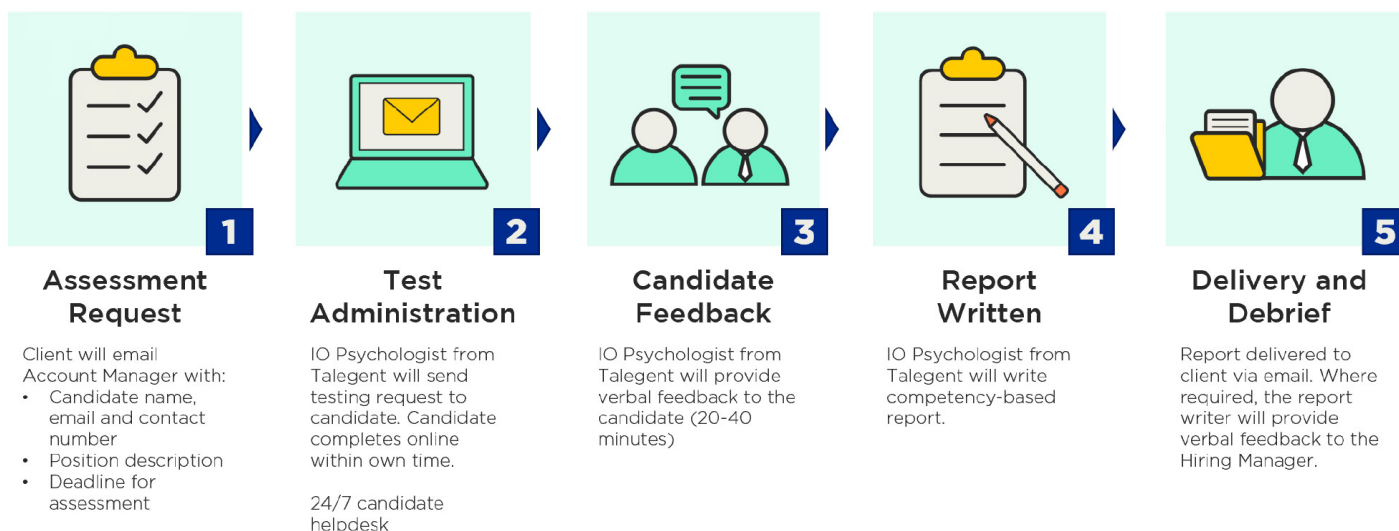 1
Assessment
Request
Client will email
Account Manager with:
• Candidate name,
email and contact
number
• Position description
• Deadline for
assessment
2
Test
Administration
IO Psychologist from
Talegent will send
testing request to
candidate. Candidate
completes online
within own time.
24/7 candidate
helpdesk
3
Candidate
Feedback
IO Psychologist from
Talegent will provide
verbal feedback to the
candidate (20-40
minutes)
4
Report
Written
IO Psychologist from
Talegent will write
competency-based
report.
5
Delivery and
Debrief
Report delivered to
client via email. Where
required, the report
writer will provide
verbal feedback to the
Hiring Manager.